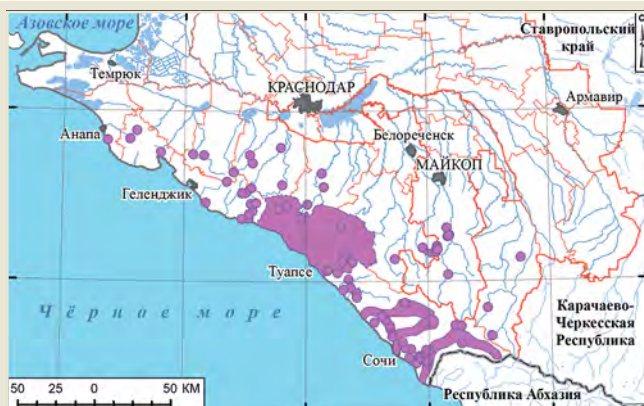 Азовское море
Ставропольский
край
Темрюк
КРАСНОДАР
Армавир
Анапа
Белореченск
МАЙКОП
Геленджик
Туапсе
Чёрное море
Карачаево-
Черкесская
Республика
Сочи
Республика Абхазия
50 25 0 50 КМ